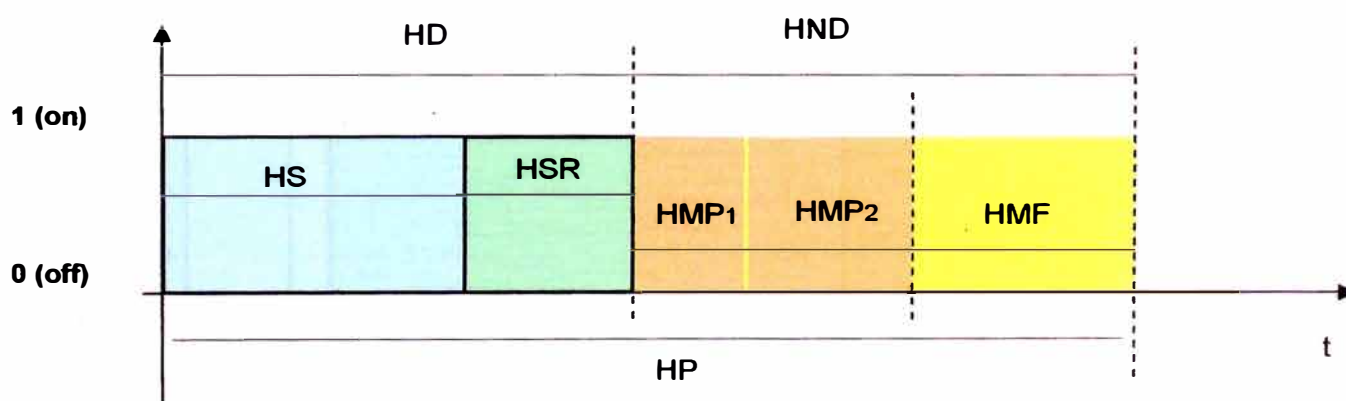 HD
HND
1 (on)
HS
HSR
HMP1
HMP2
HMF
0 (off)
HP
t